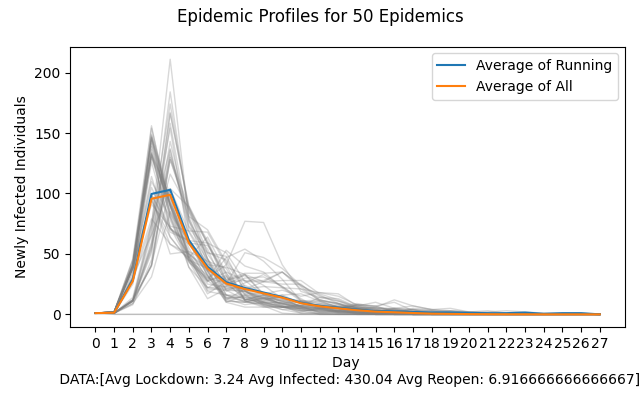 Epidemic Profiles for 50 Epidemics
Average of Running
Average of All
Newly Infected Individuals
200
150
100
50
0
0 1 2 3 4 5 6 7 8 9 10 11 12 13 14 15 16 17 18 19 20 21 22 23 24 25 26 27
Day
DATA:[Avg Lockdown: 3.24 Avg Infected: 430.04 Avg Reopen: 6.916666666666667]